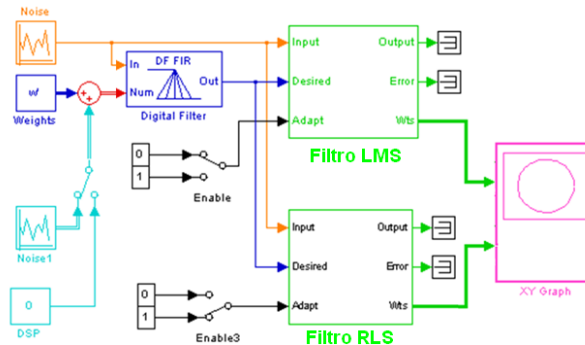 Noise
Input
Output
In
DF FIR
Out
Desired
Error
Num
w
Digital Filter
Weights
Adapt
Wts
0
1
Filtro LMS
Enable
Noise1
Input
Output
Desired
Error
0
1
Adapt
Wts
0
DSP
Enable3
Filtro RLS
XY Graph